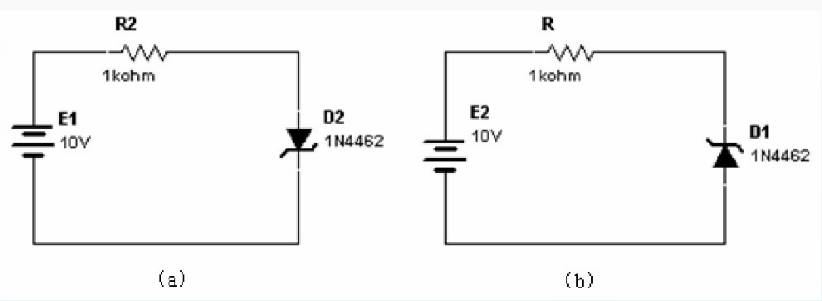 R2
1kohm
E1
10V
D2
1N4462
(a)
R
1kohm
E2
10V
D1
1N4462
(b)